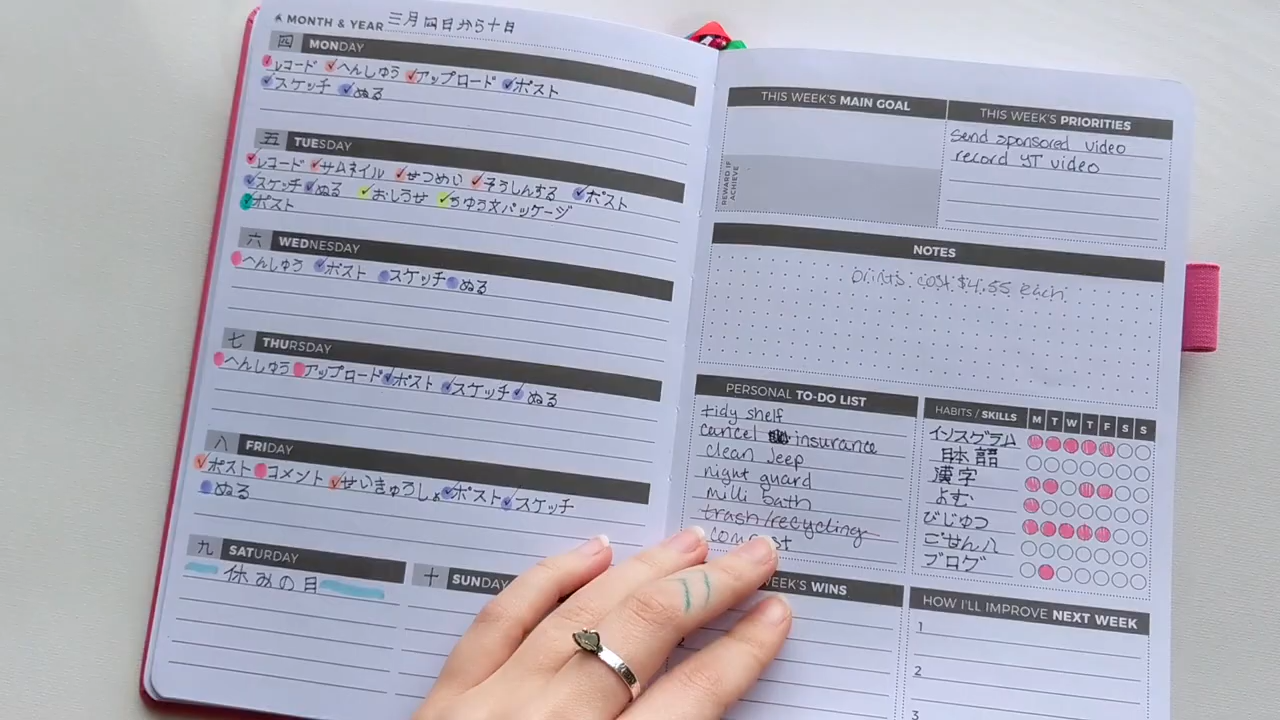 MONTH & YEAR 三月四日から十日
四 MONDAY
レコード へんしゅう アップロード ポスト
スケッチ ぬる
五 TUESDAY
レコード サムネイル せつめい そうしんする ポスト
スケッチ ぬる おしらせ ちゅう文パッケージ
ポスト
六 WEDNESDAY
へんしゅう ポスト スケッチ ぬる
七 THURSDAY
へんしゅう アップロード ポスト スケッチ ぬる
八 FRIDAY
ポスト コメント せいきゅうしょ ポスト スケッチ
ぬる
九 SATURDAY
休みの日
十 SUNDAY
THIS WEEK'S MAIN GOAL
REWARD IF ACHIEVE
THIS WEEK'S PRIORITIES
send sponsored video
record YT video
NOTES
prints cost $4.55 each
PERSONAL TO-DO LIST
tidy shelf
cancel insurance
clean Jeep
night guard
milli bath
trash/recycling
HABITS / SKILLS M T W T F S S
インスタグラム
日本語
漢字
よむ
びじゅつ
ごぜん八
ブログ
WEEK'S WINS
HOW I'LL IMPROVE NEXT WEEK
1
2
3